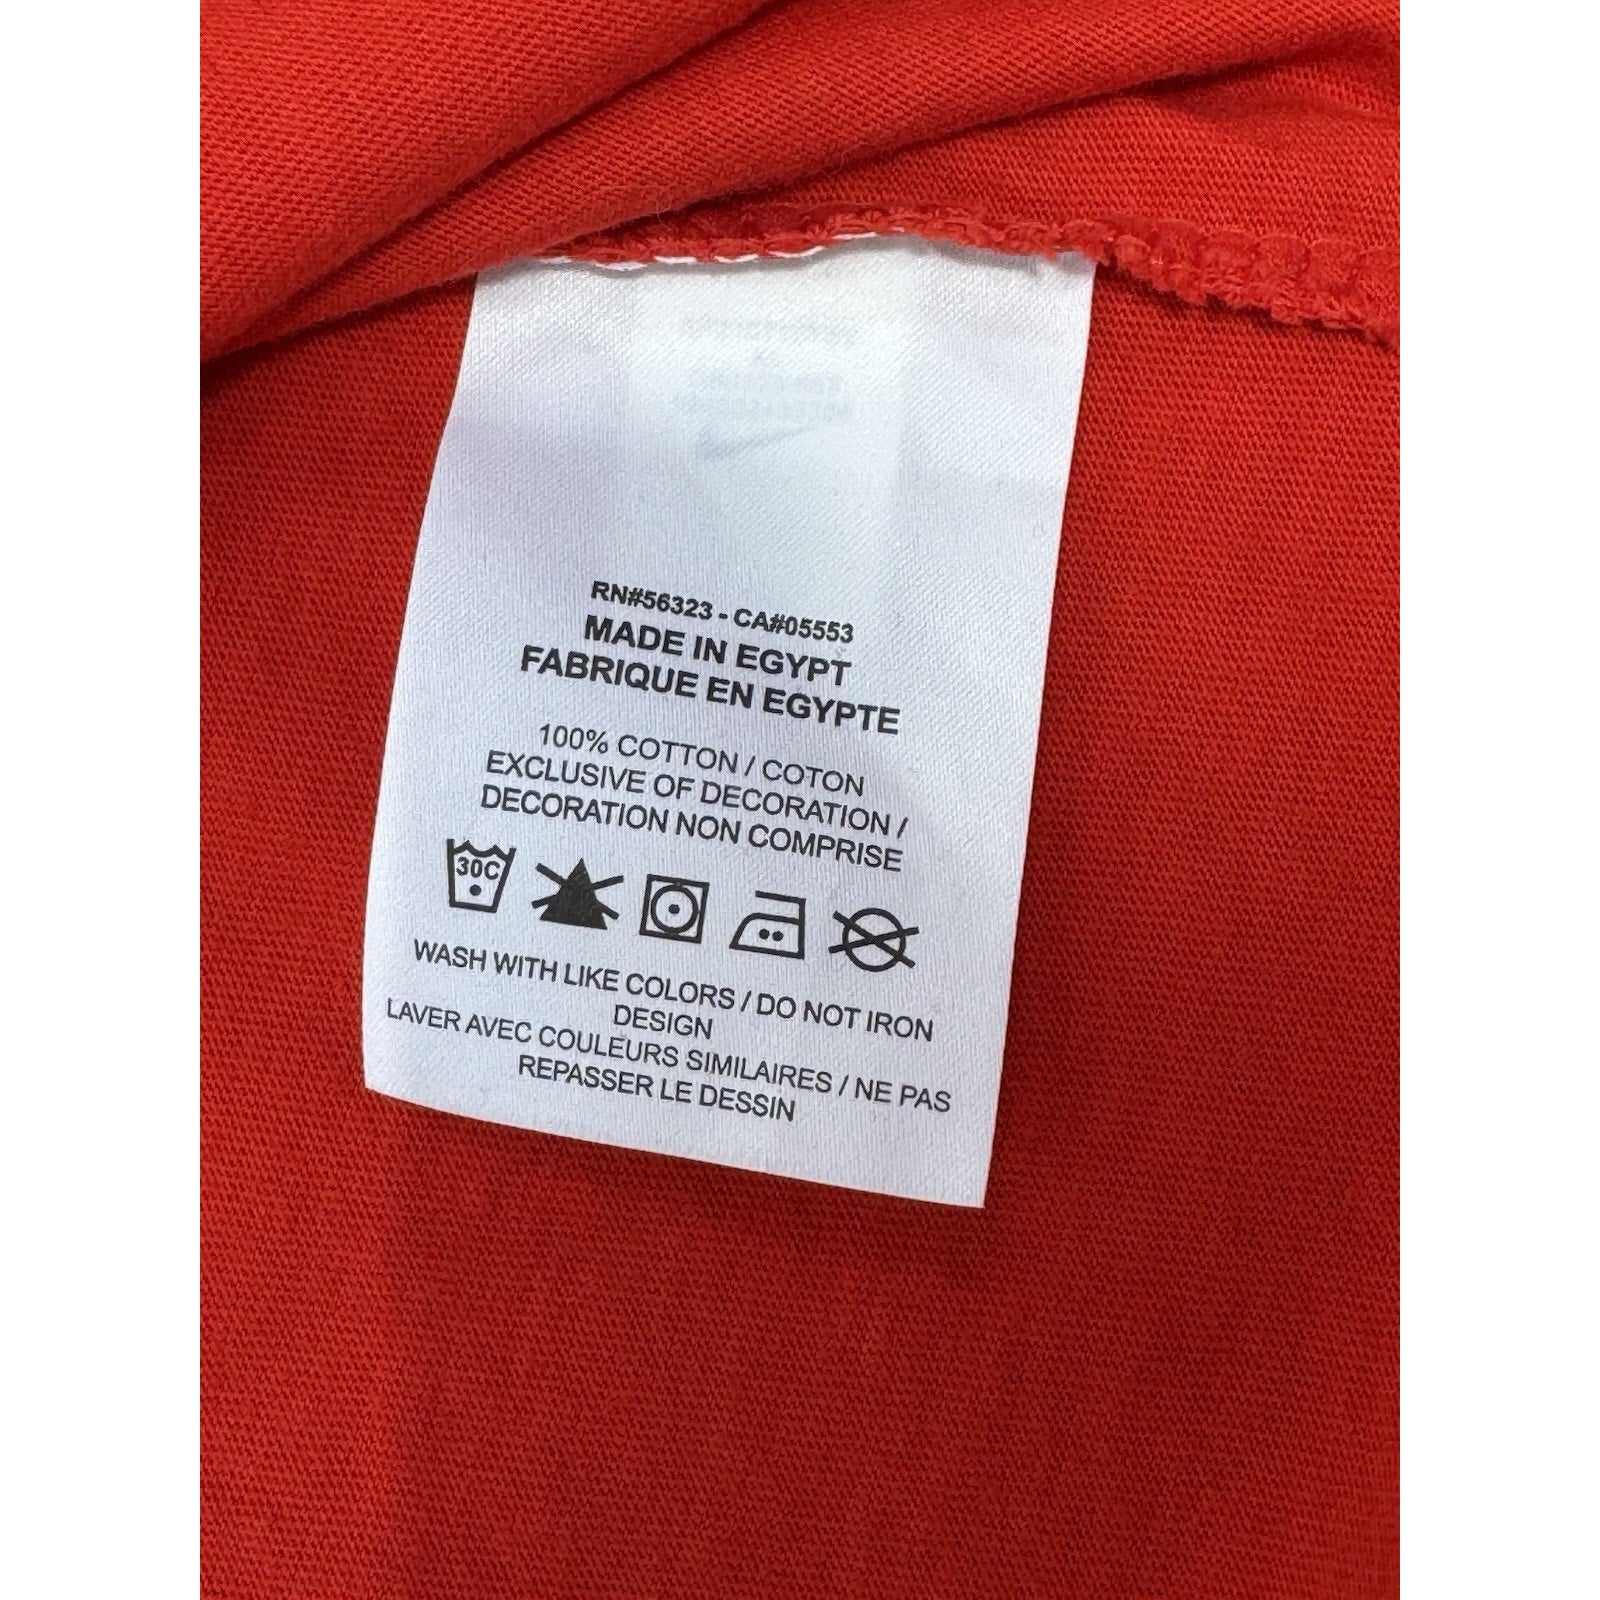 RN#56323 - CA#05553
MADE IN EGYPT
FABRIQUE EN EGYPTE
100% COTTON / COTON
EXCLUSIVE OF DECORATION /
DECORATION NON COMPRISE
30C
WASH WITH LIKE COLORS / DO NOT IRON
DESIGN
LAVER AVEC COULEURS SIMILAIRES / NE PAS
REPASSER LE DESSIN